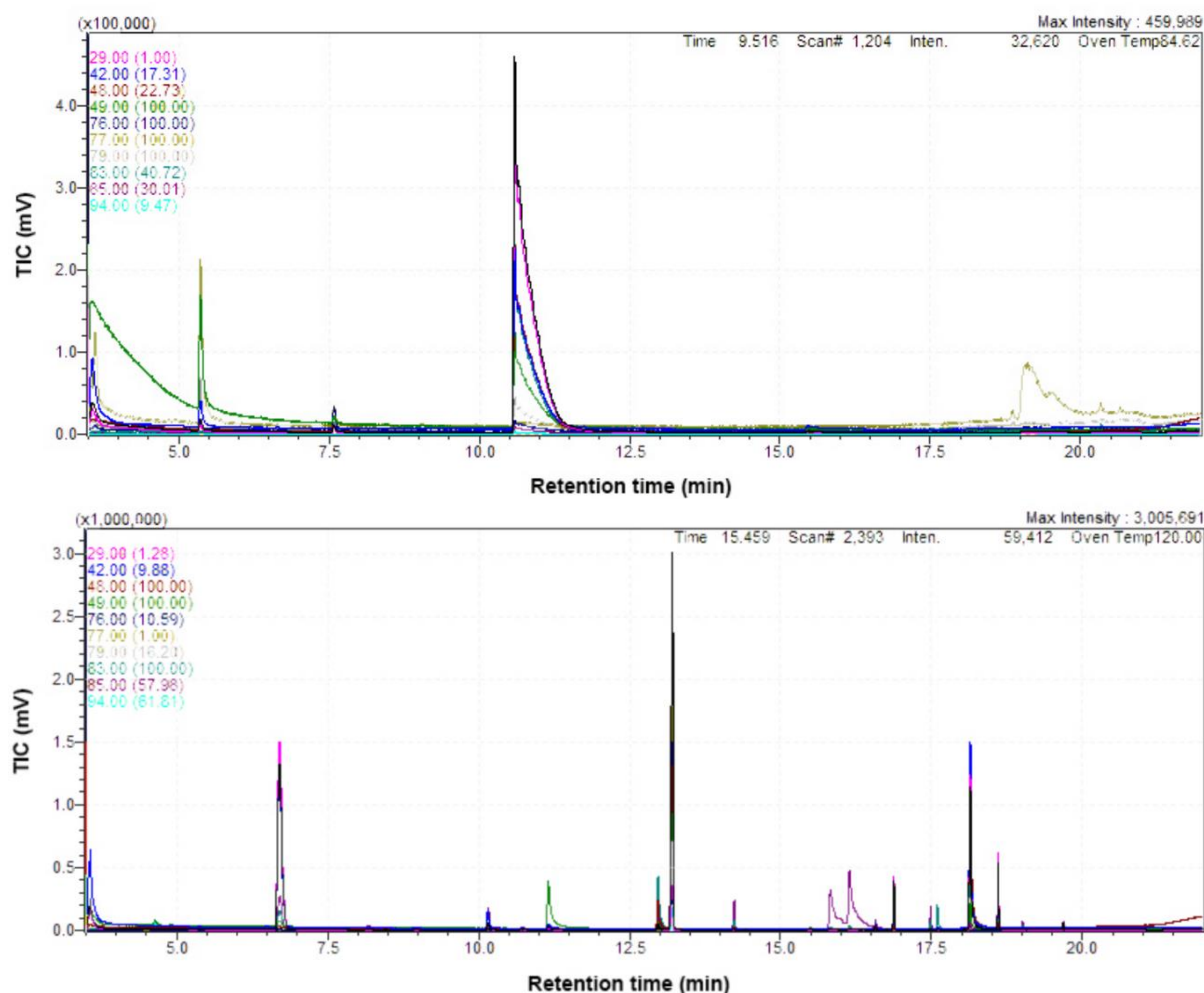 (x100,000)
Max Intensity : 459,989
Time 9.516 Scan# 1,204 Inten. 32,620 Oven Temp84.62
29.00 (1.00)
42.00 (17.31)
48.00 (22.73)
49.00 (100.00)
76.00 (100.00)
77.00 (100.00)
79.00 (100.00)
83.00 (40.72)
85.00 (30.01)
94.00 (9.47)
4.0
3.0
2.0
1.0
0.0
TIC (mV)
5.0 7.5 10.0 12.5 15.0 17.5 20.0
Retention time (min)
(x1,000,000)
Max Intensity : 3,005,691
Time 15.459 Scan# 2,393 Inten. 59,412 Oven Temp120.00
29.00 (1.28)
42.00 (9.88)
48.00 (100.00)
49.00 (100.00)
76.00 (10.59)
77.00 (1.00)
79.00 (16.20)
83.00 (100.00)
85.00 (57.98)
94.00 (61.81)
3.0
2.5
2.0
1.5
1.0
0.5
0.0
TIC (mV)
5.0 7.5 10.0 12.5 15.0 17.5 20.0
Retention time (min)